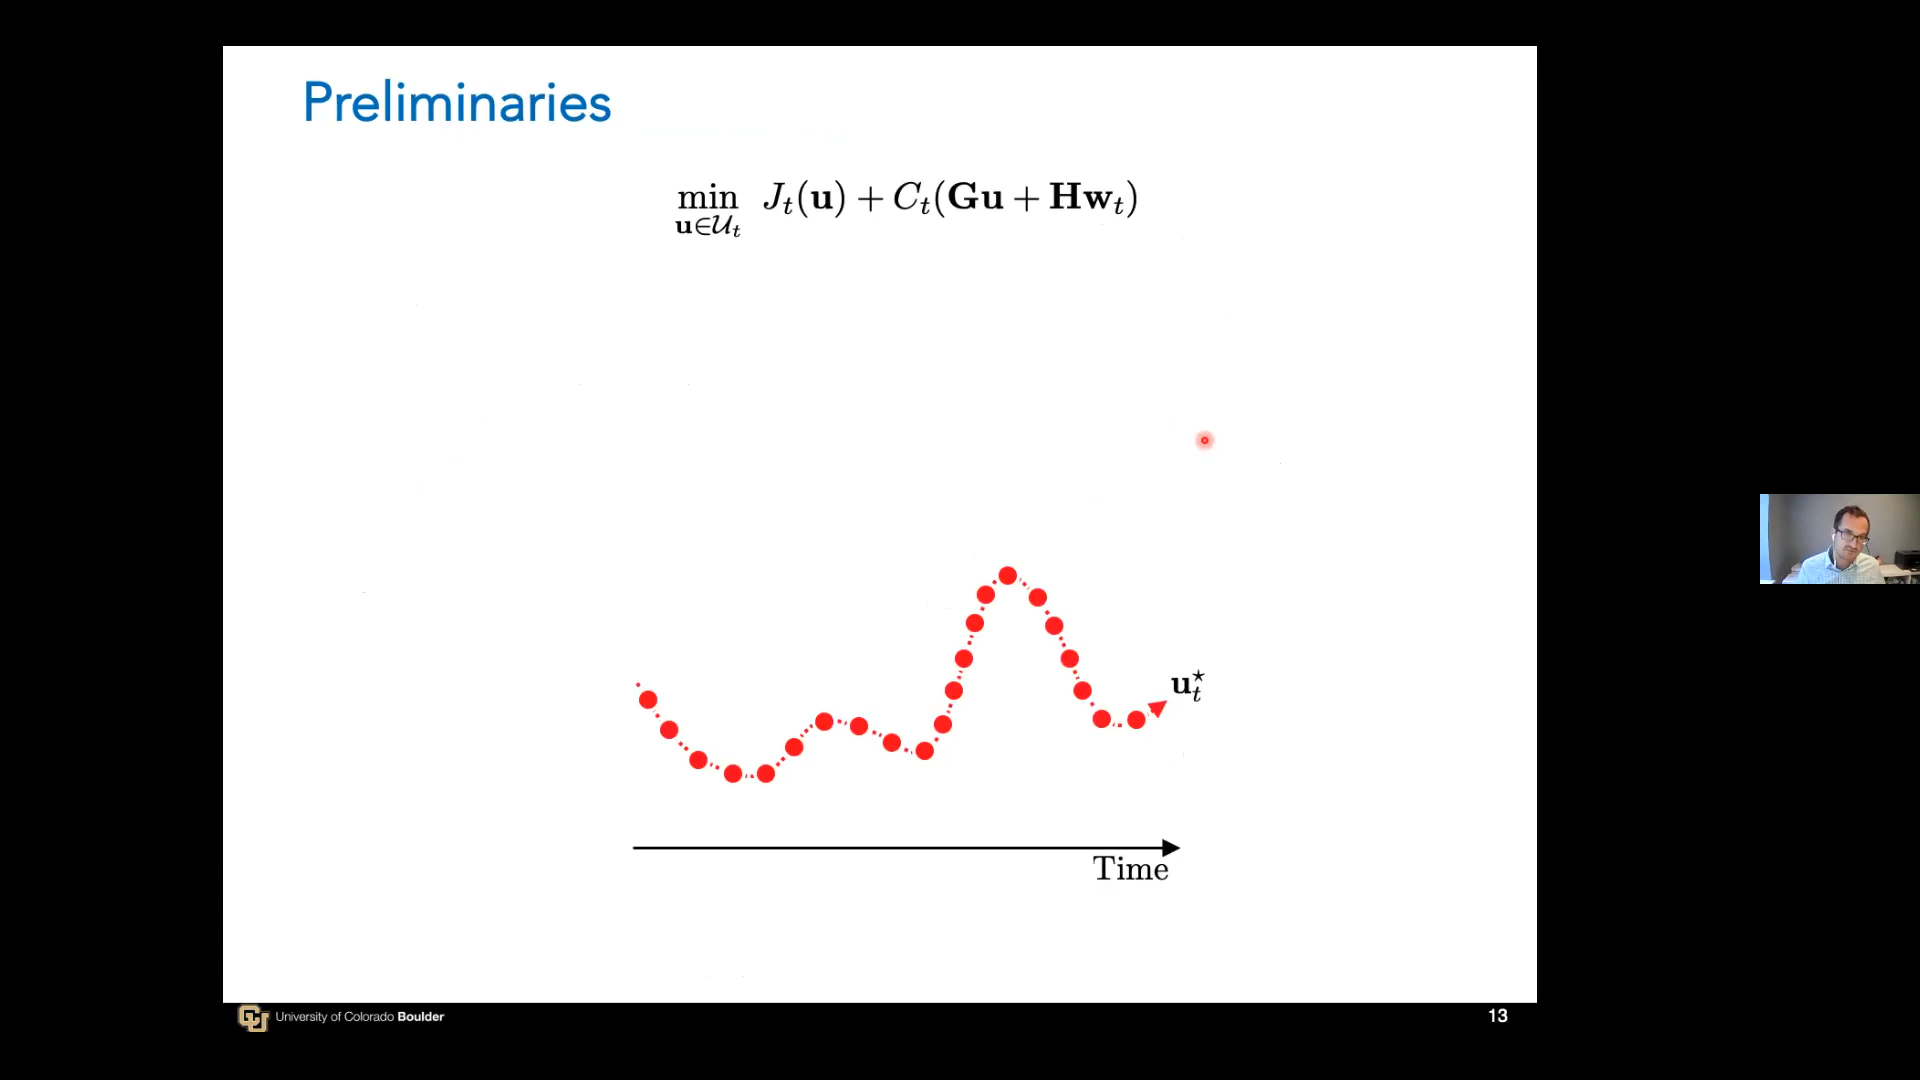 Preliminaries
min J_t(𝐮) + C_t(𝐆𝐮 + 𝐇𝐰_t)
𝐮∈𝒰_t
𝐮_t^⋆
Time
University of Colorado Boulder
13